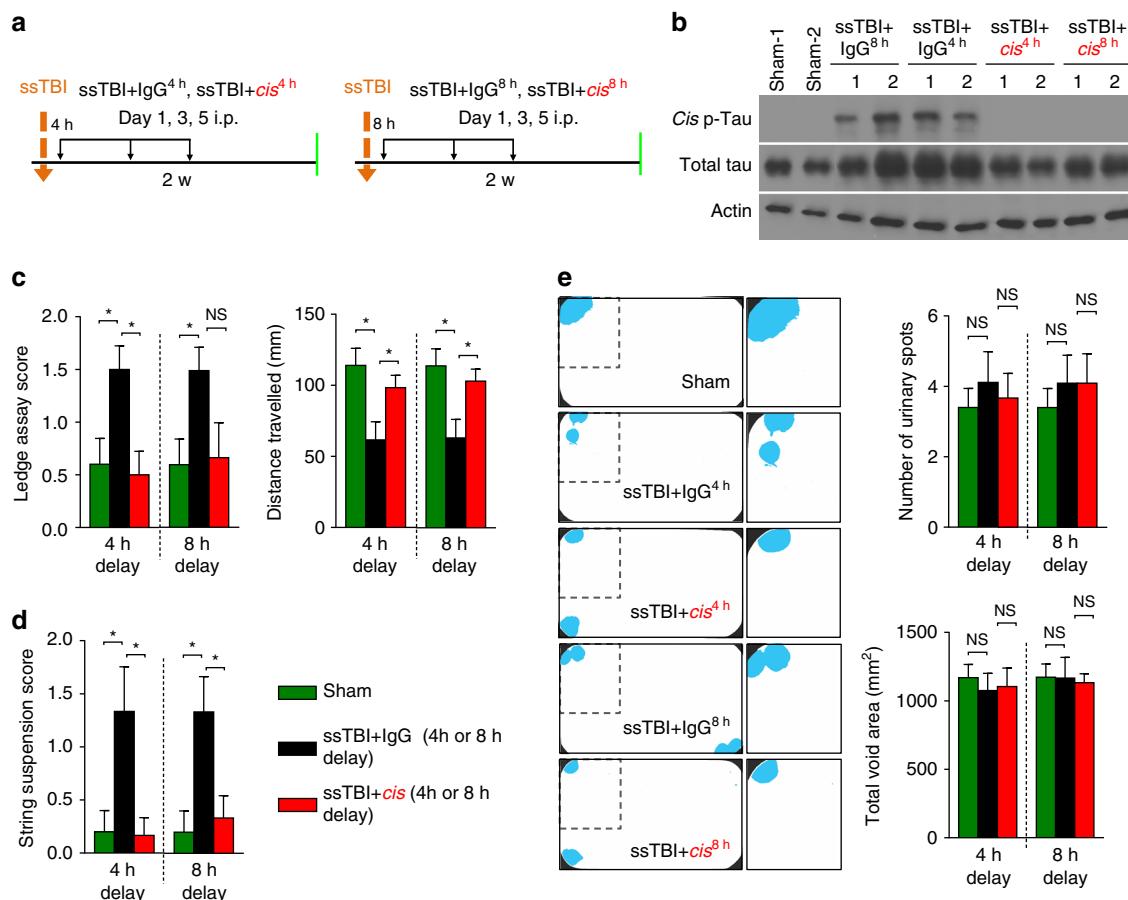 a
ssTBI ssTBI+IgG4 h, ssTBI+cis4 h
4 h Day 1, 3, 5 i.p.
2 w
ssTBI ssTBI+IgG8 h, ssTBI+cis8 h
8 h Day 1, 3, 5 i.p.
2 w
b
Sham-1
Sham-2
ssTBI+ ssTBI+ ssTBI+ ssTBI+
IgG8 h IgG4 h cis4 h cis8 h
1 2 1 2 1 2 1 2
Cis p-Tau
Total tau
Actin
c
Ledge assay score
2.0
1.5
1.0
0.5
0.0
* * * NS
4 h 8 h
delay delay
Distance travelled (mm)
150
100
50
0
* * * *
4 h 8 h
delay delay
d
String suspension score
2.0
1.5
1.0
0.5
0.0
* * * *
4 h 8 h
delay delay
Sham
ssTBI+IgG (4h or 8 h
delay)
ssTBI+cis (4h or 8 h
delay)
e
Sham
ssTBI+IgG4 h
ssTBI+cis4 h
ssTBI+IgG8 h
ssTBI+cis8 h
Number of urinary spots
6
4
2
0
NS NS NS NS
4 h 8 h
delay delay
Total void area (mm2)
1500
1000
500
0
NS NS NS NS
4 h 8 h
delay delay